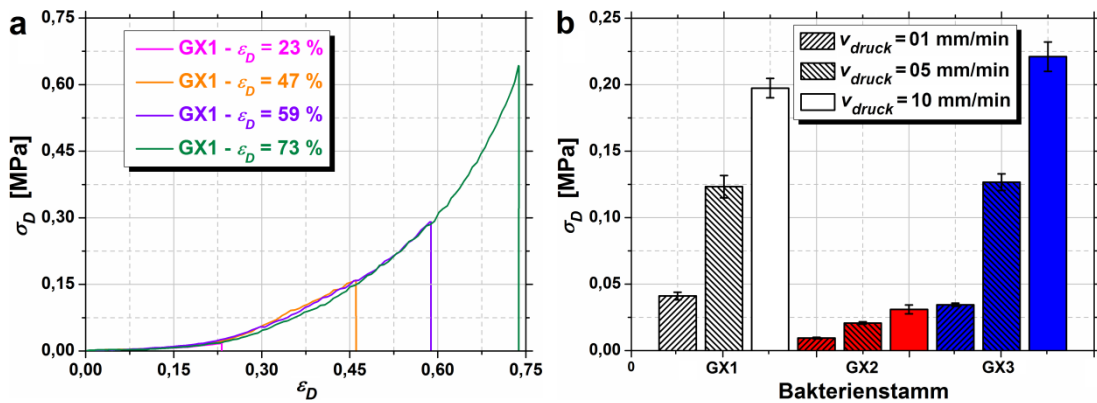 a
GX1 - εD = 23 %
GX1 - εD = 47 %
GX1 - εD = 59 %
GX1 - εD = 73 %
0,75
0,60
0,45
0,30
0,15
0,00
σD [MPa]
0,00 0,15 0,30 0,45 0,60 0,75
εD
b
vdruck = 01 mm/min
vdruck = 05 mm/min
vdruck = 10 mm/min
0,25
0,20
0,15
0,10
0,05
0,00
σD [MPa]
0 GX1 GX2 GX3
Bakterienstamm